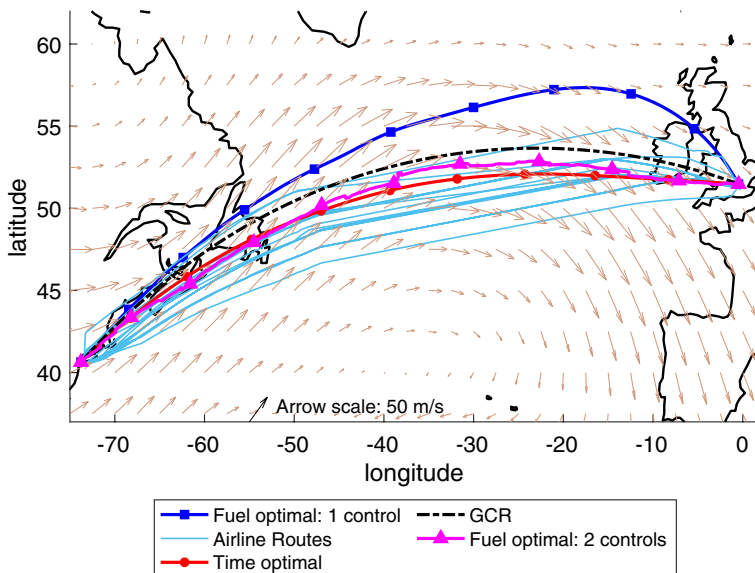 60
55
50
45
40
latitude
Arrow scale: 50 m/s
-70 -60 -50 -40 -30 -20 -10 0
longitude
Fuel optimal: 1 control GCR
Airline Routes Fuel optimal: 2 controls
Time optimal